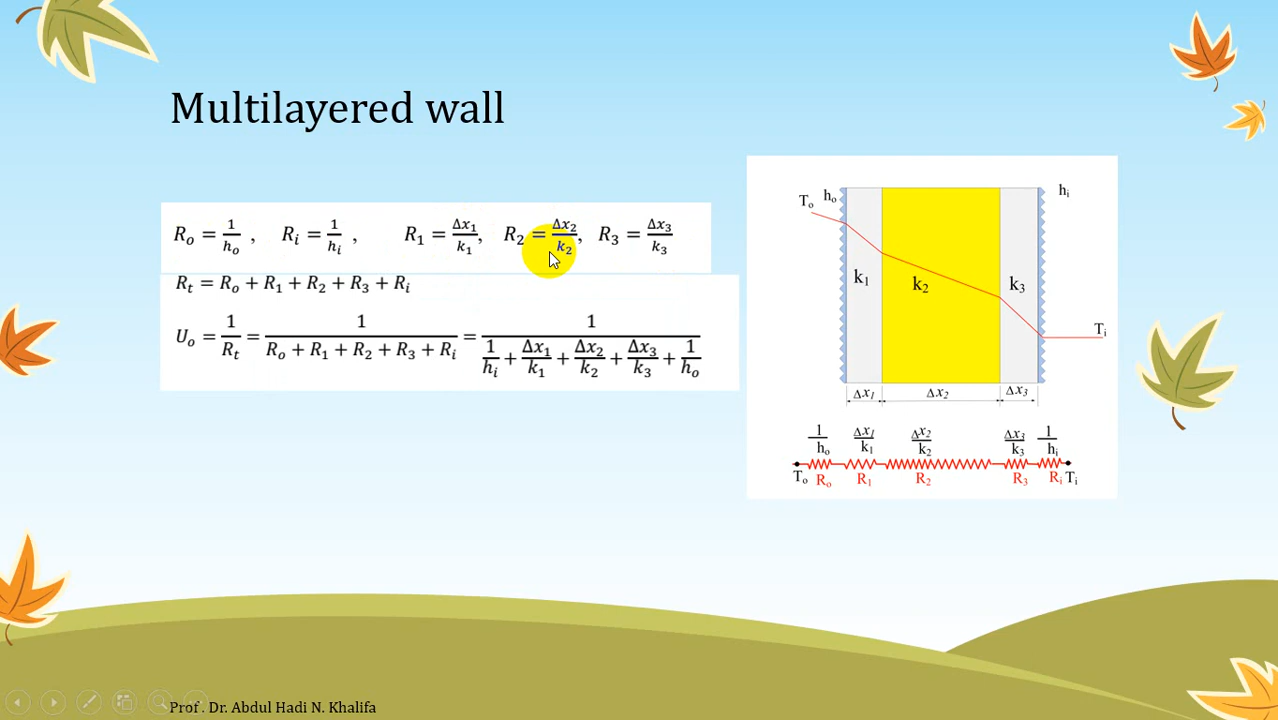 Multilayered wall
R_o = 1/h_o , R_i = 1/h_i , R_1 = Δx_1/k_1, R_2 = Δx_2/k_2, R_3 = Δx_3/k_3
R_t = R_o + R_1 + R_2 + R_3 + R_i
U_o = 1/R_t = 1/(R_o + R_1 + R_2 + R_3 + R_i) = 1/(1/h_i + Δx_1/k_1 + Δx_2/k_2 + Δx_3/k_3 + 1/h_o)
T_o h_o h_i
k_1 k_2 k_3
T_i
Δx_1 Δx_2 Δx_3
1/h_o Δx_1/k_1 Δx_2/k_2 Δx_3/k_3 1/h_i
T_o R_o R_1 R_2 R_3 R_i T_i
Prof . Dr. Abdul Hadi N. Khalifa